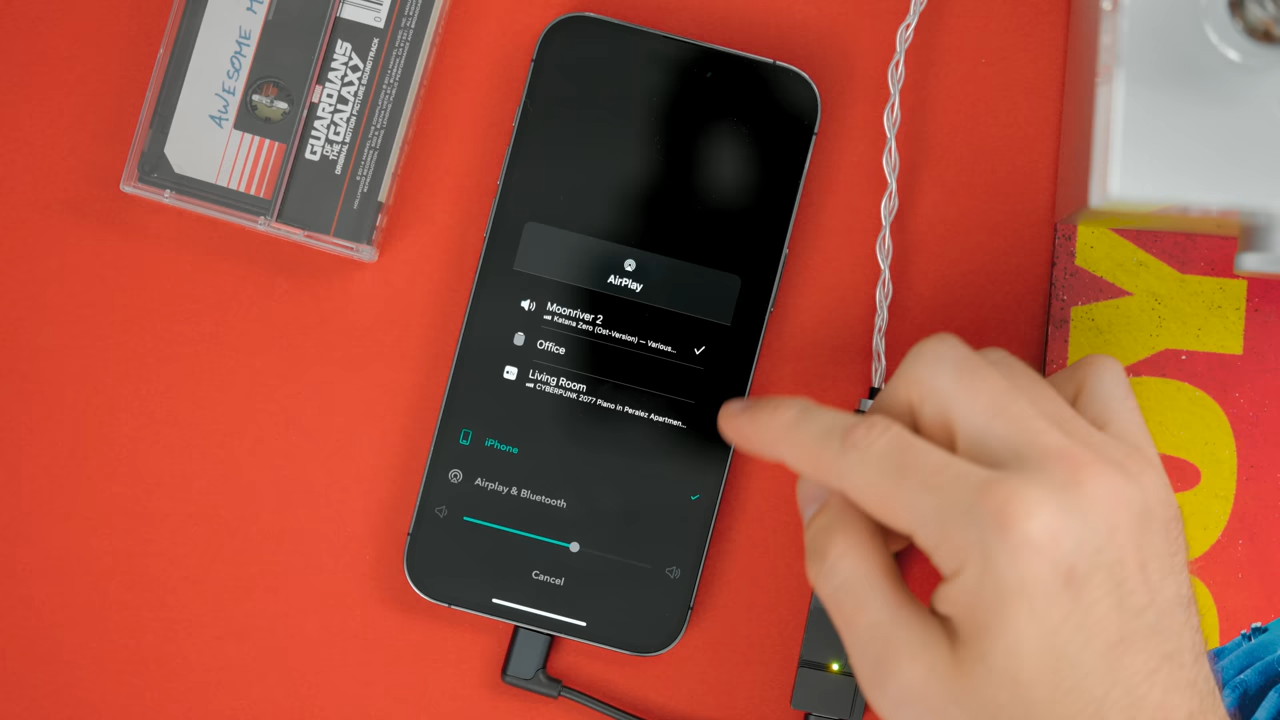 AWESOME M
GUARDIANS
OF THE GALAXY
ORIGINAL MOTION PICTURE SOUNDTRACK
AirPlay
Moonriver 2
Katana Zero (Ost-Version) — Various...
Office
Living Room
CYBERPUNK 2077 Piano in Peralez Apartmen...
iPhone
Airplay & Bluetooth
Cancel
OY